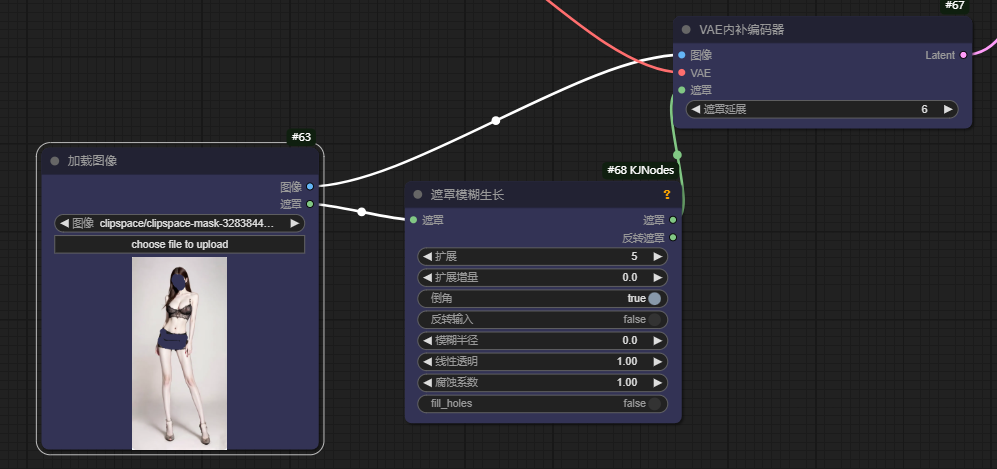 #67
VAE内补编码器
图像
Latent
VAE
遮罩
遮罩延展 6
#63
加载图像
图像
遮罩
图像 clipspace/clipspace-mask-3283844...
choose file to upload
#68 KJNodes
遮罩模糊生长 ?
遮罩 遮罩
反转遮罩
扩展 5
扩展增量 0.0
倒角 true
反转输入 false
模糊半径 0.0
线性透明 1.00
腐蚀系数 1.00
fill_holes false